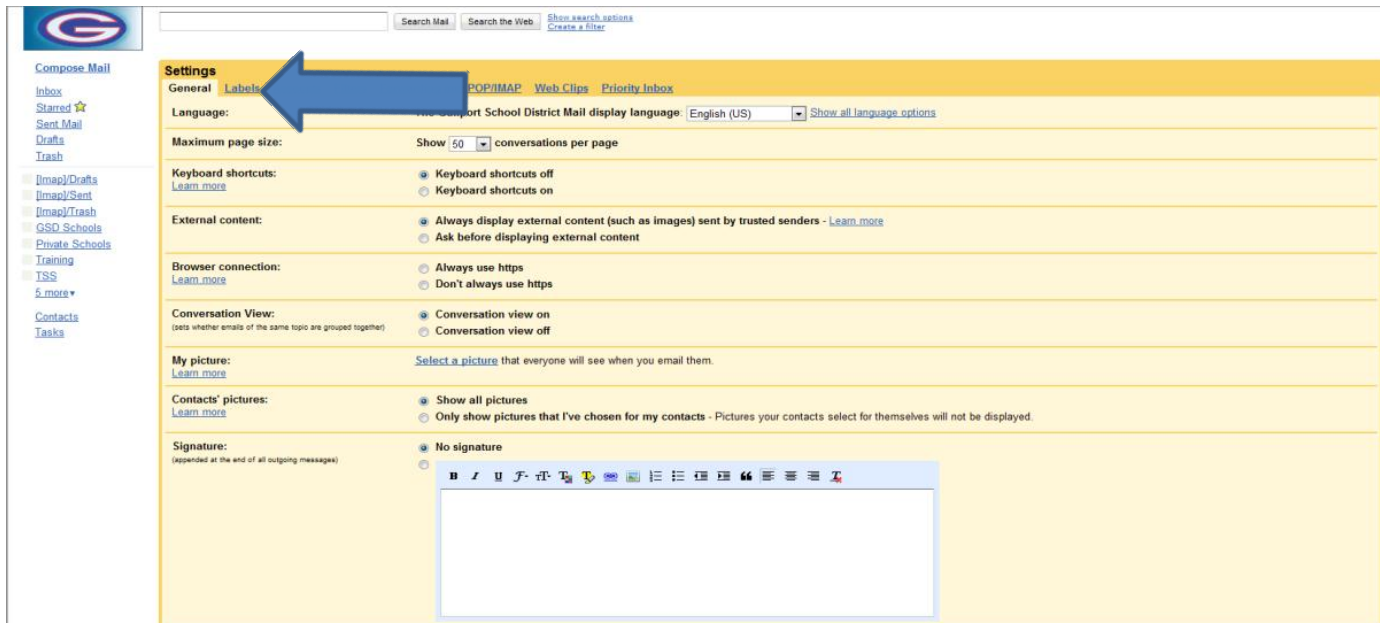 G
Search Mail Search the Web Show search options
Create a filter
Compose Mail
Inbox
Starred
Sent Mail
Drafts
Trash
[Imap]/Drafts
[Imap]/Sent
[Imap]/Trash
GSD Schools
Private Schools
Training
TSS
5 more▾
Contacts
Tasks
Settings
General Labels POP/IMAP Web Clips Priority Inbox
Language: School District Mail display language: English (US) Show all language options
Maximum page size: Show 50 conversations per page
Keyboard shortcuts: Keyboard shortcuts off
Learn more Keyboard shortcuts on
External content: Always display external content (such as images) sent by trusted senders - Learn more
Ask before displaying external content
Browser connection: Always use https
Learn more Don't always use https
Conversation View: Conversation view on
(sets whether emails of the same topic are grouped together) Conversation view off
My picture: Select a picture that everyone will see when you email them.
Learn more
Contacts' pictures: Show all pictures
Learn more Only show pictures that I've chosen for my contacts - Pictures your contacts select for themselves will not be displayed.
Signature: No signature
(appended at the end of all outgoing messages)
B I U